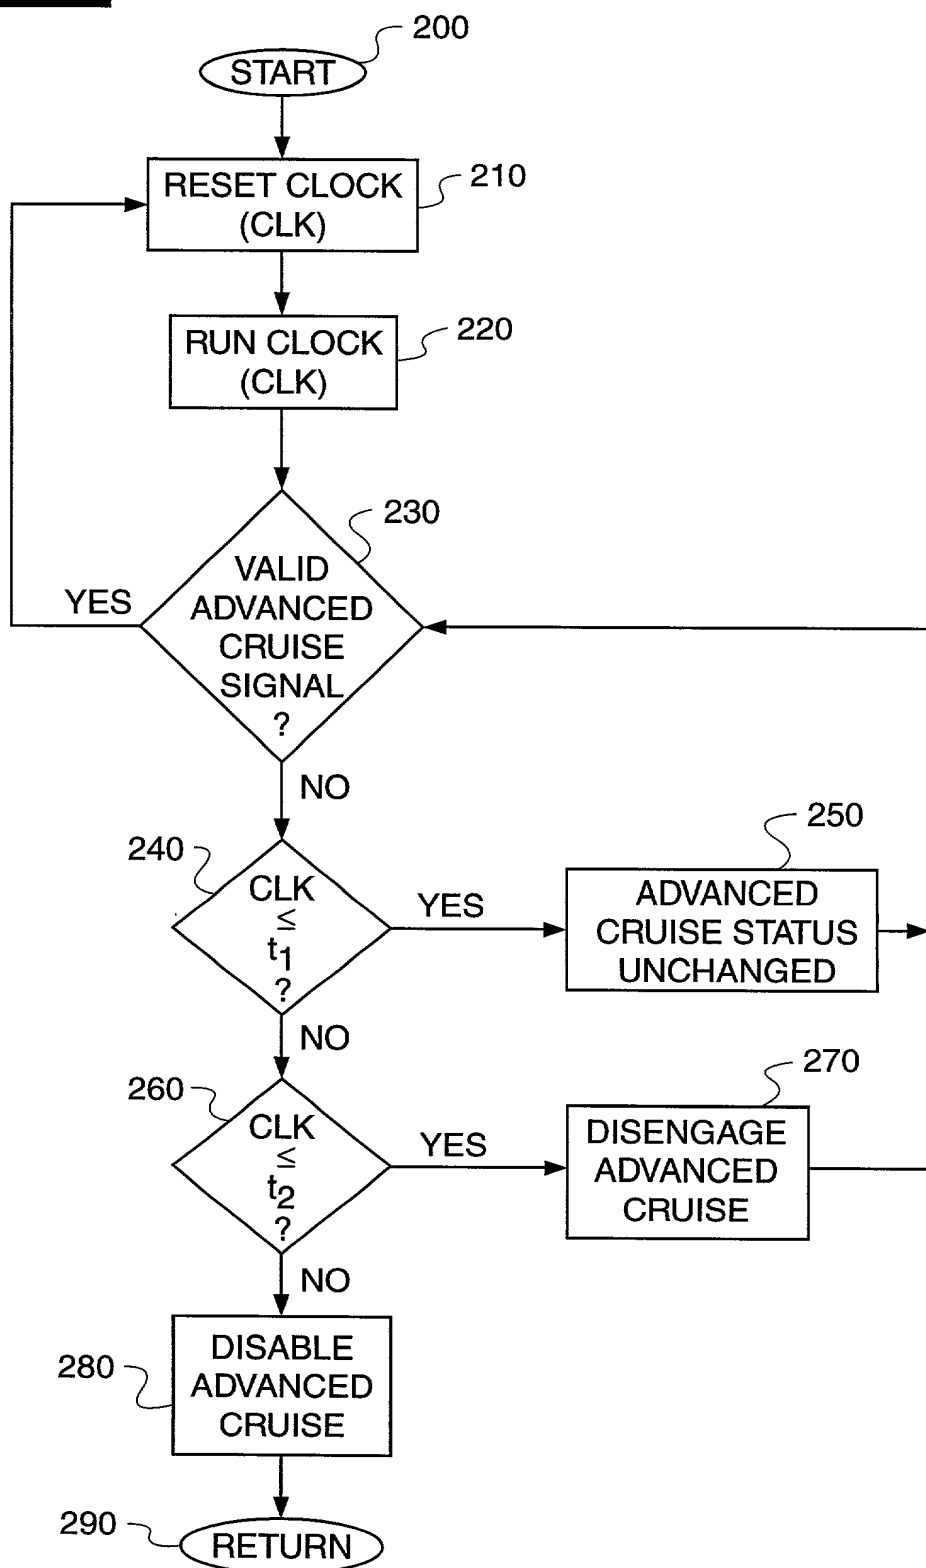 200
START
RESET CLOCK
(CLK)
210
RUN CLOCK
(CLK)
220
230
VALID
ADVANCED
CRUISE
SIGNAL
?
YES
NO
240
CLK
≤
t1
?
YES
250
ADVANCED
CRUISE STATUS
UNCHANGED
NO
260
CLK
≤
t2
?
YES
270
DISENGAGE
ADVANCED
CRUISE
NO
280
DISABLE
ADVANCED
CRUISE
290
RETURN